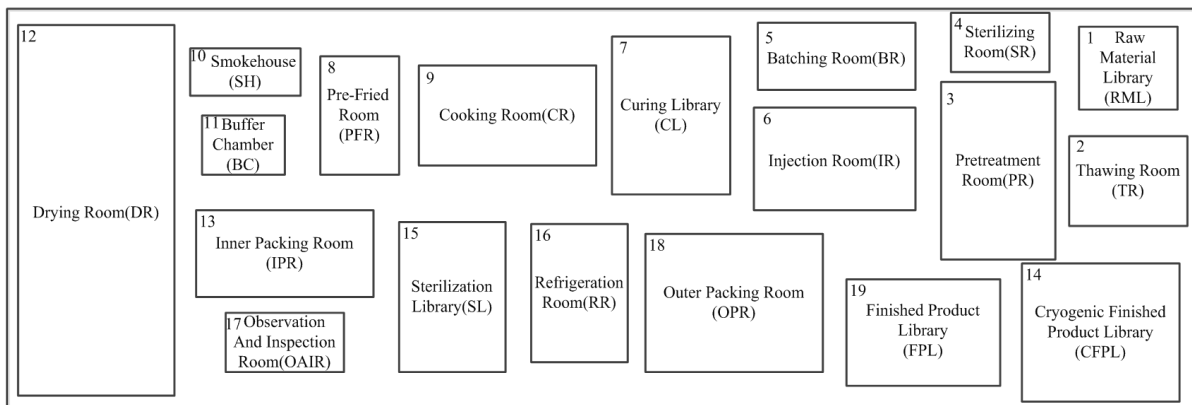 12
Drying Room(DR)
10 Smokehouse
(SH)
11 Buffer
Chamber
(BC)
8
Pre-Fried
Room
(PFR)
9
Cooking Room(CR)
7
Curing Library
(CL)
5
Batching Room(BR)
6
Injection Room(IR)
4 Sterilizing
Room(SR)
3
Pretreatment
Room(PR)
1 Raw
Material
Library
(RML)
2
Thawing Room
(TR)
13
Inner Packing Room
(IPR)
17 Observation
And Inspection
Room(OAIR)
15
Sterilization
Library(SL)
16
Refrigeration
Room(RR)
18
Outer Packing Room
(OPR)
19
Finished Product
Library
(FPL)
14
Cryogenic Finished
Product Library
(CFPL)